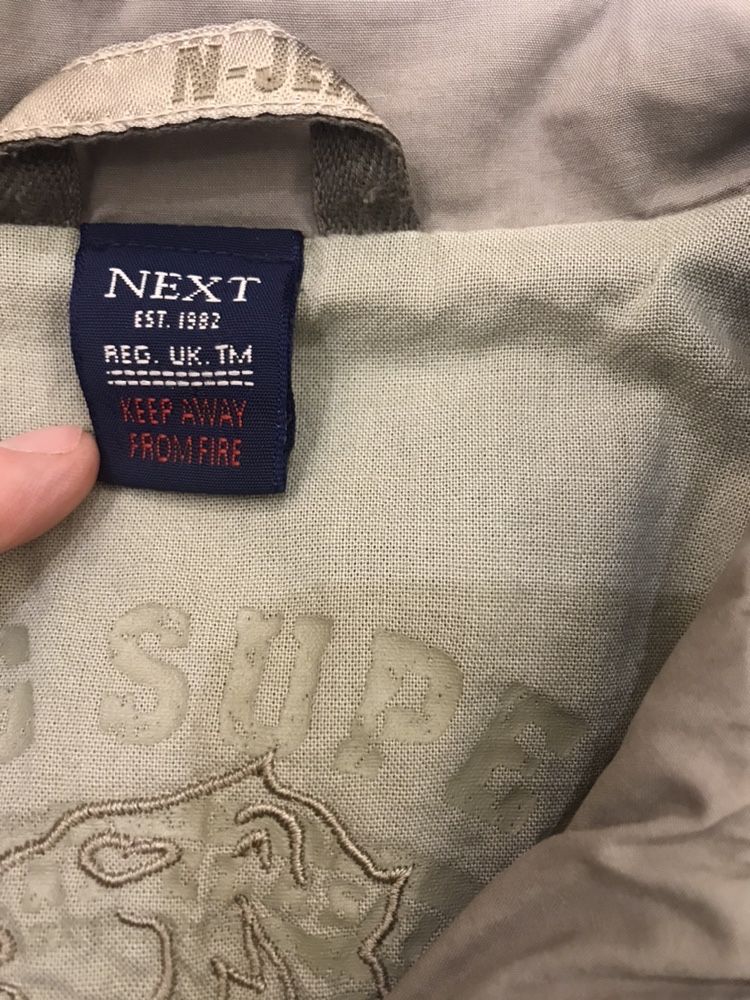 N-JE
NEXT
EST. 1982
REG. UK. TM
KEEP AWAY
FROM FIRE
G SUPE